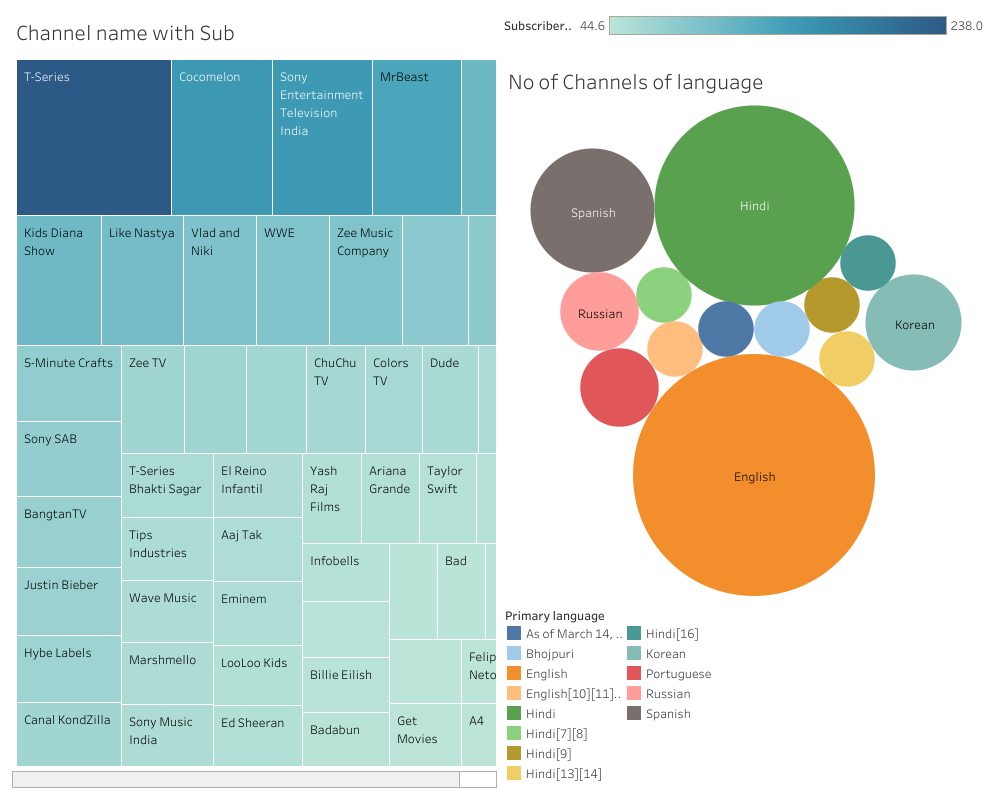 Channel name with Sub
Subscriber.. 44.6 238.0
T-Series
Cocomelon
Sony
Entertainment
Television
India
MrBeast
Kids Diana
Show
Like Nastya
Vlad and
Niki
WWE
Zee Music
Company
5-Minute Crafts
Zee TV
ChuChu
TV
Colors
TV
Dude
Sony SAB
T-Series
Bhakti Sagar
El Reino
Infantil
Yash
Raj
Films
Ariana
Grande
Taylor
Swift
BangtanTV
Tips
Industries
Aaj Tak
Infobells
Bad
Justin Bieber
Wave Music
Eminem
Hybe Labels
Marshmello
LooLoo Kids
Billie Eilish
Felip
Neto
Canal KondZilla
Sony Music
India
Ed Sheeran
Badabun
Get
Movies
A4
No of Channels of language
Hindi
Spanish
Russian
Korean
English
Primary language
As of March 14, ..
Bhojpuri
English
English[10][11]..
Hindi
Hindi[7][8]
Hindi[9]
Hindi[13][14]
Hindi[16]
Korean
Portuguese
Russian
Spanish